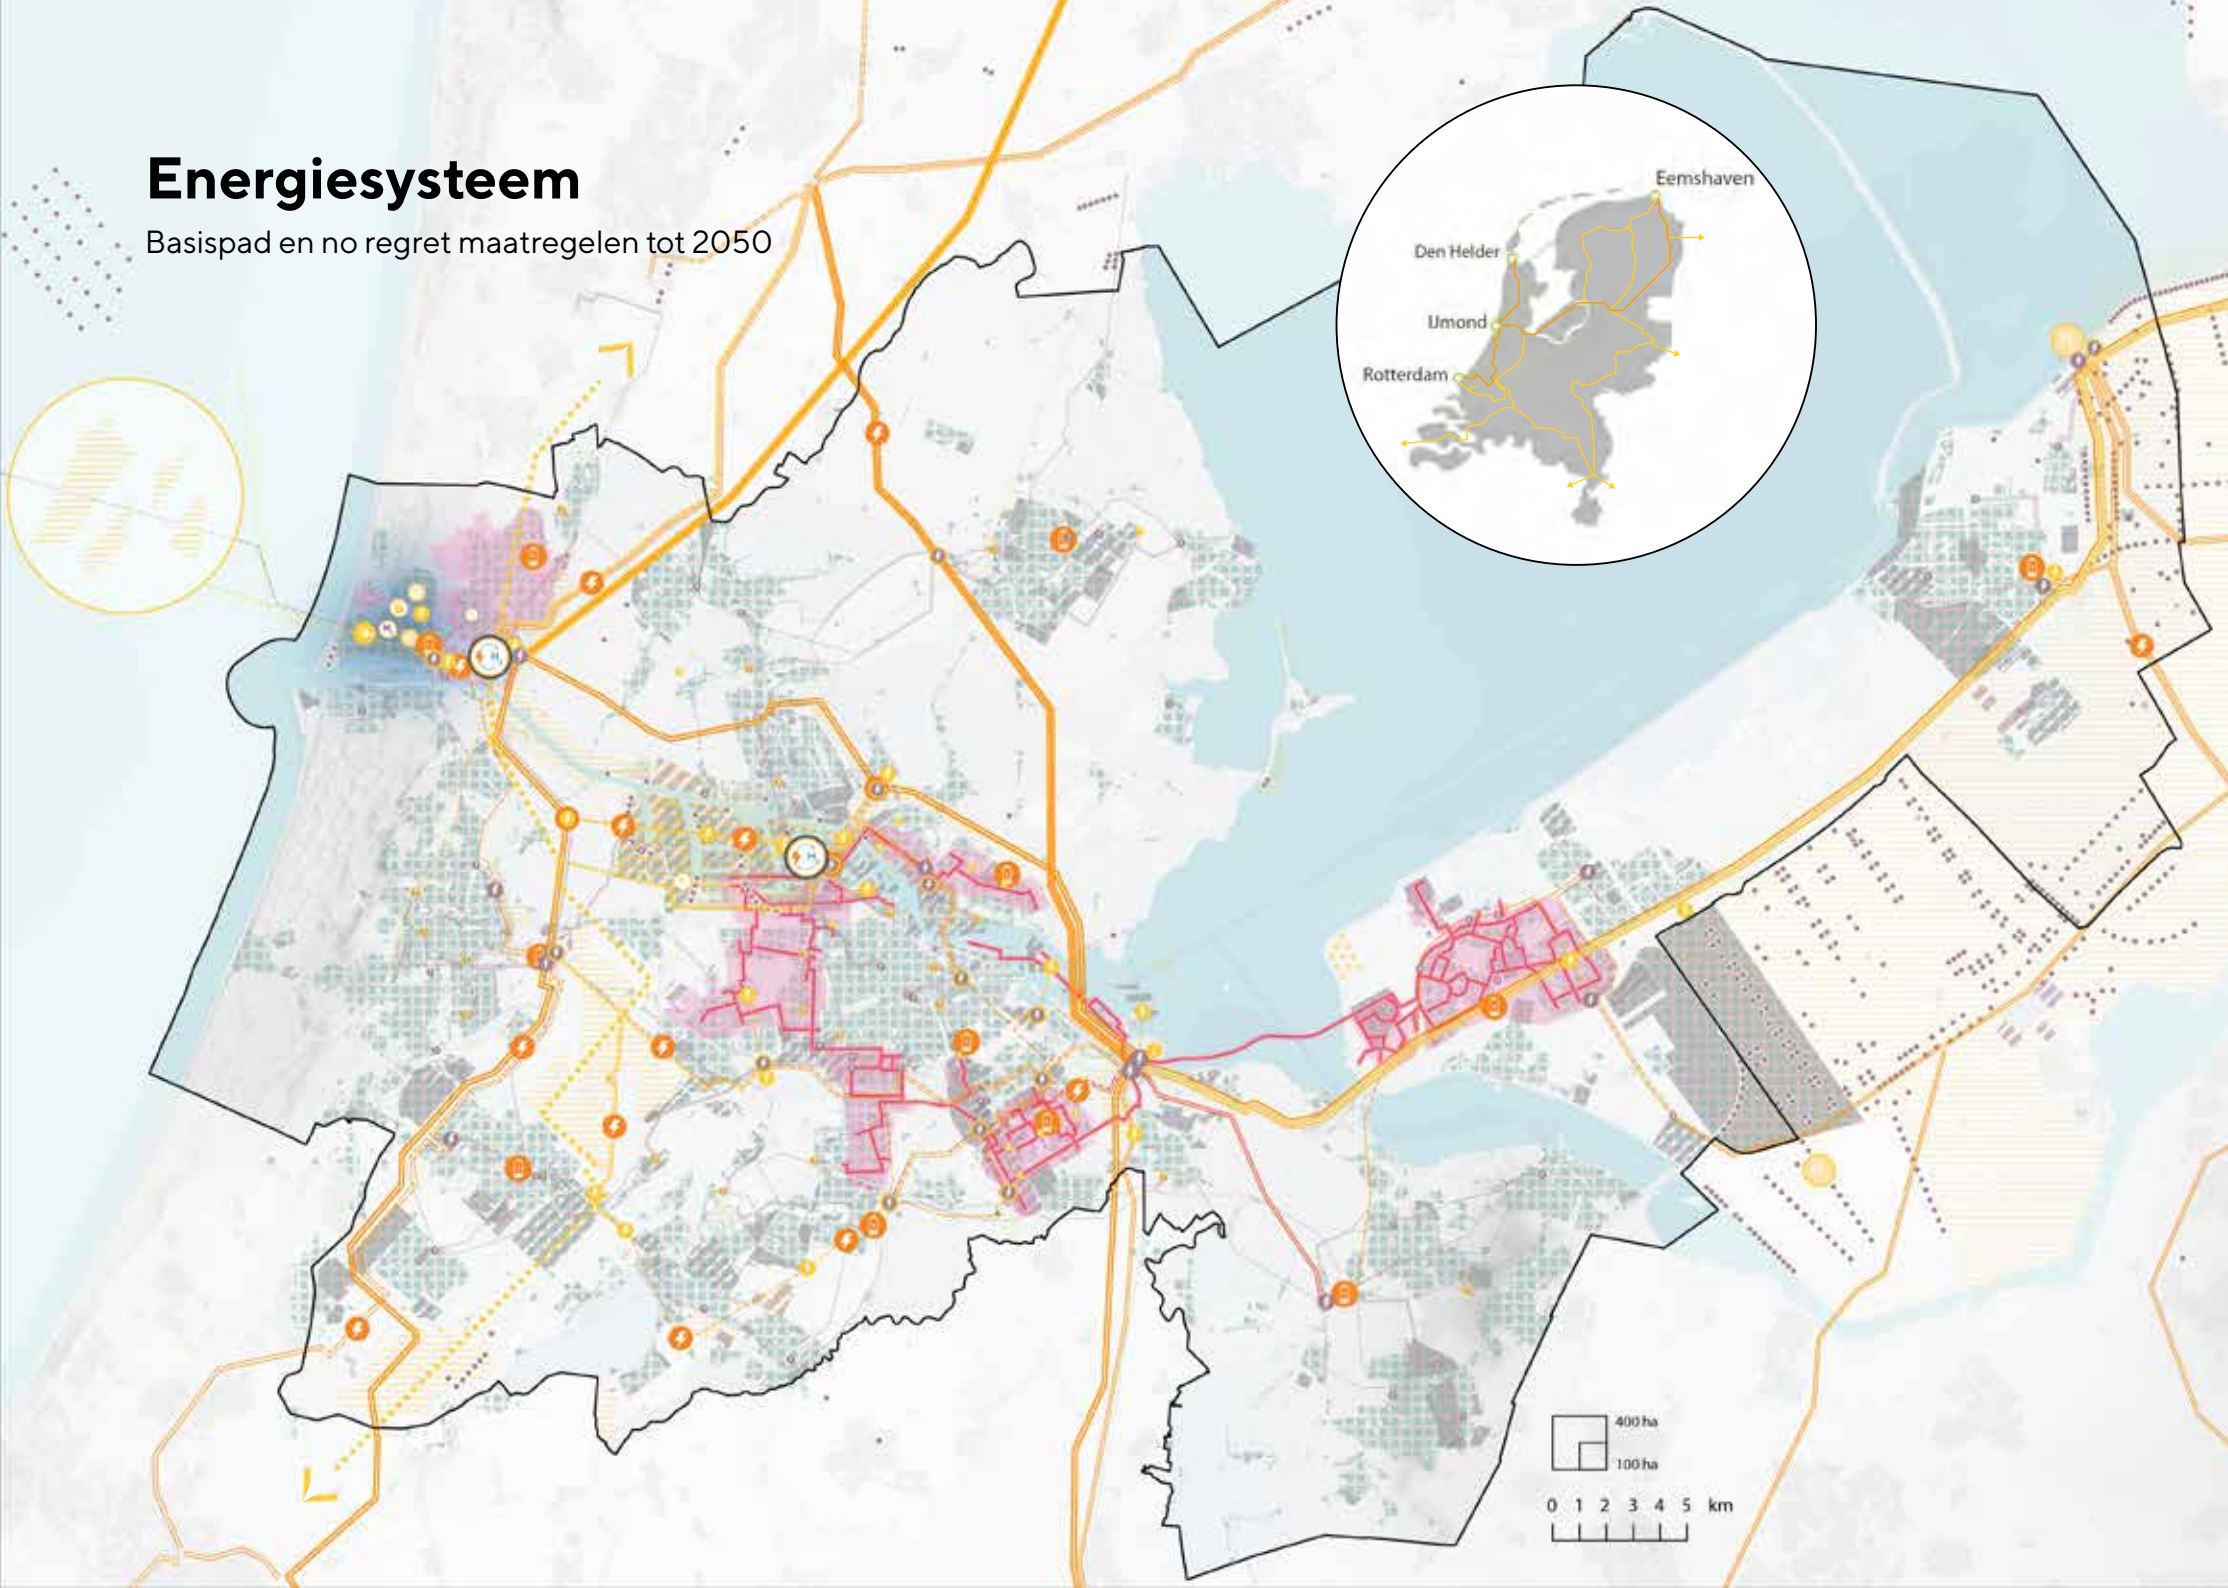 Energiesysteem
Basispad en no regret maatregelen tot 2050
Eemshaven
Den Helder
IJmond
Rotterdam
400 ha
100 ha
0 1 2 3 4 5 km